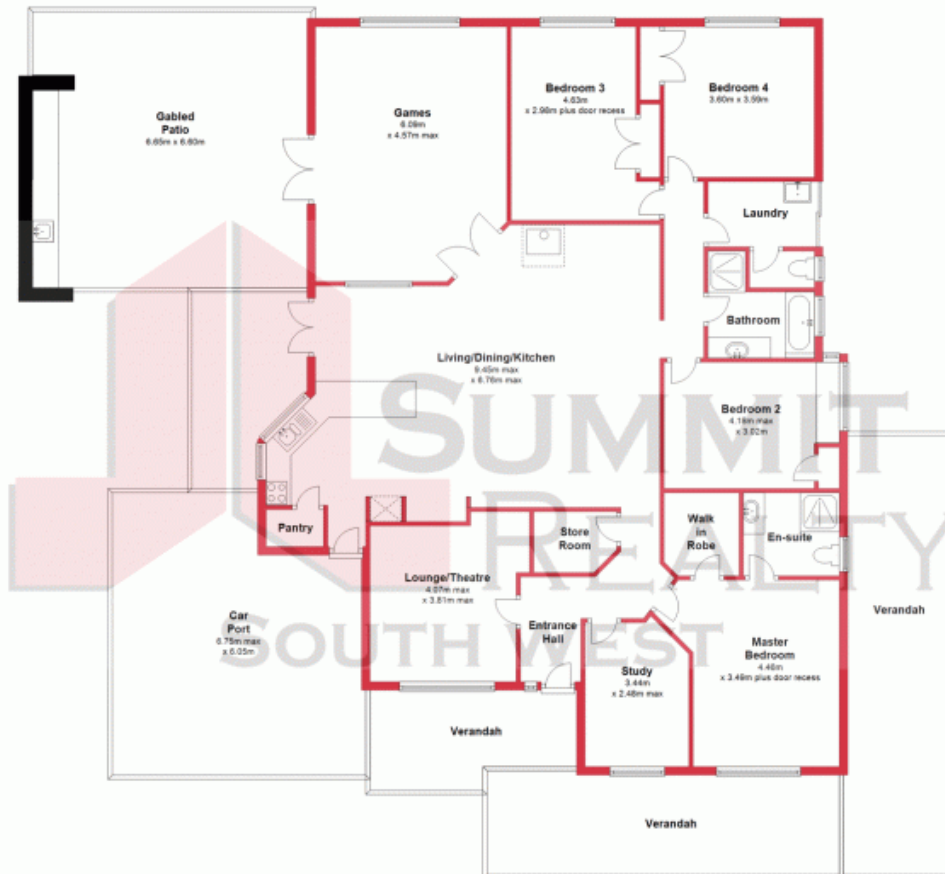 Gabled
Patio
6.65m x 6.60m
Games
6.09m
x 4.57m max
Bedroom 3
4.63m
x 2.98m plus door recess
Bedroom 4
3.60m x 3.59m
Laundry
Bathroom
Living/Dining/Kitchen
9.45m max
x 8.76m max
Bedroom 2
4.18m max
x 3.02m
SUMMIT
REALTY
SOUTH WEST
Pantry
Store
Room
Walk
in
Robe
En-suite
Lounge/Theatre
4.07m max
x 3.81m max
Car
Port
6.75m max
x 6.05m
Entrance
Hall
Verandah
Master
Bedroom
4.46m
x 3.49m plus door recess
Study
3.44m
x 2.48m max
Verandah
Verandah